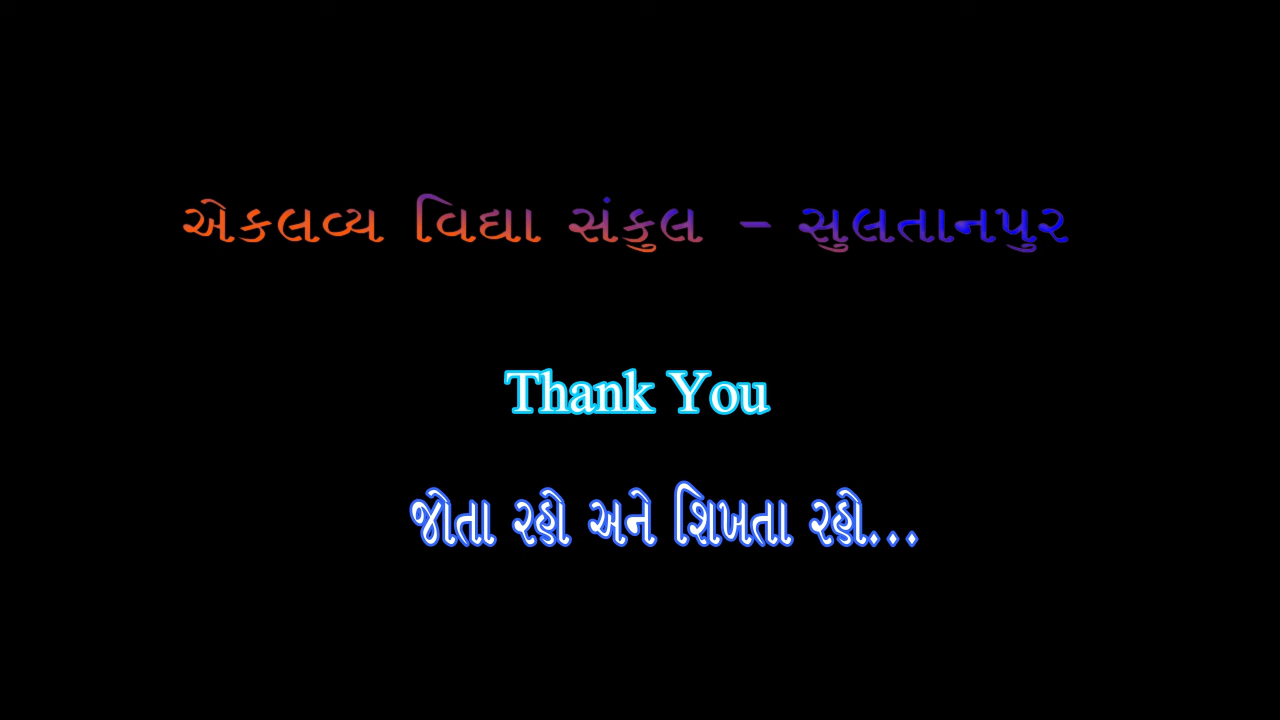 એકલવ્ય વિદ્યા સંકુલ - સુલતાનપુર
Thank You
જોતા રહો અને શિખતા રહો...